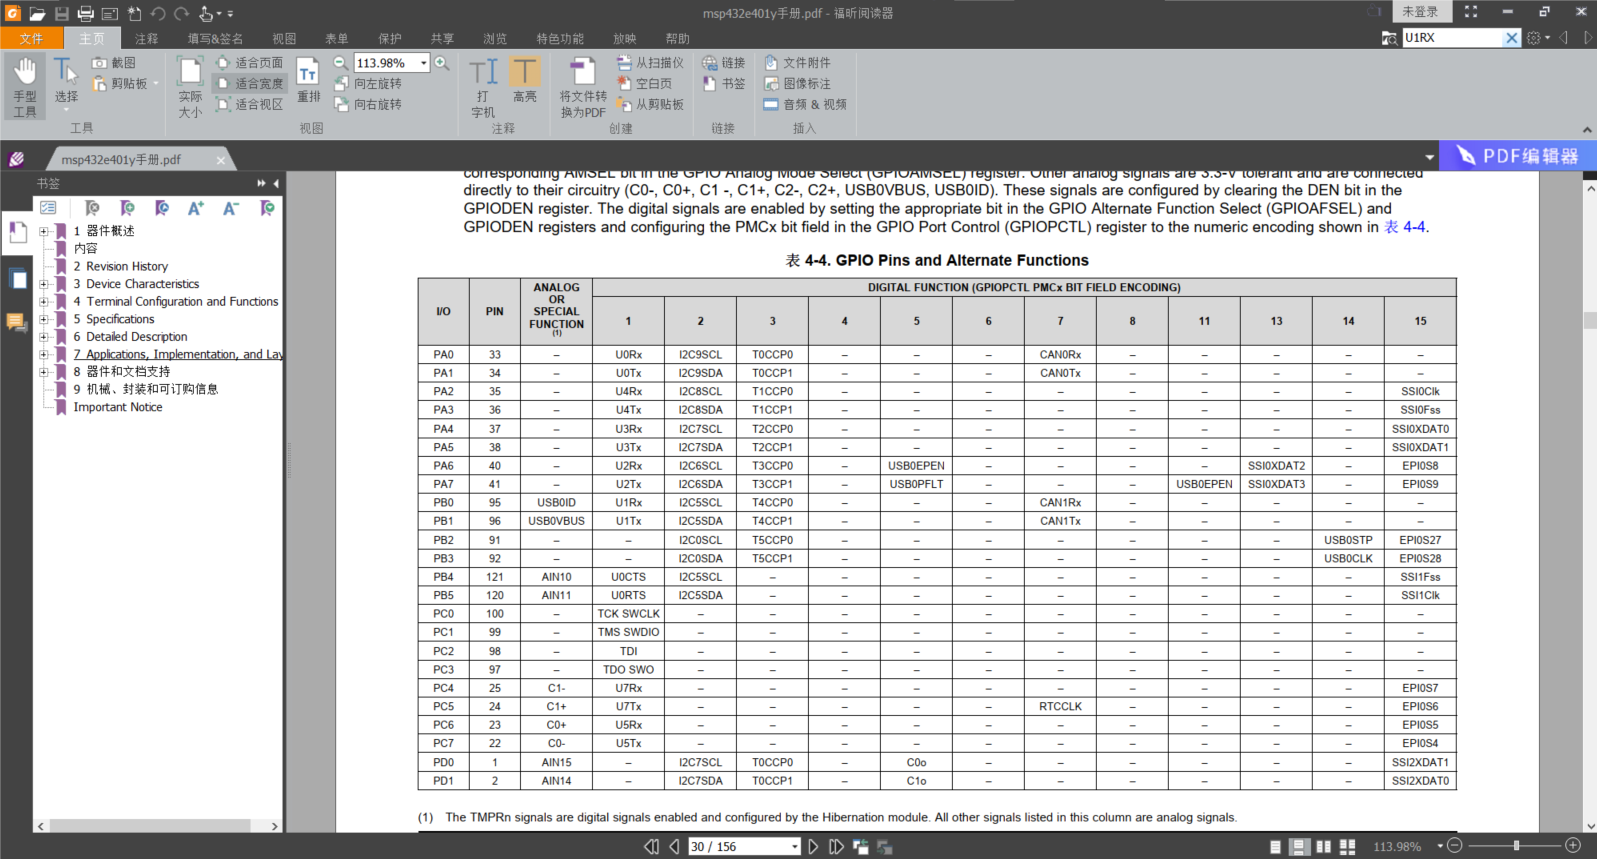 msp432e401y手册.pdf - 福昕阅读器
未登录
文件 主页 注释 填写&签名 视图 表单 保护 共享 浏览 特色功能 放映 帮助
U1RX
手型工具
选择
截图
剪贴板
工具
实际大小
适合页面
适合宽度
适合视区
重排
113.98%
向左旋转
向右旋转
视图
打字机
高亮
注释
将文件转换为PDF
从扫描仪
空白页
从剪贴板
创建
链接
书签
链接
文件附件
图像标注
音频 & 视频
插入
msp432e401y手册.pdf
PDF编辑器
书签
1 器件概述
内容
2 Revision History
3 Device Characteristics
4 Terminal Configuration and Functions
5 Specifications
6 Detailed Description
7 Applications, Implementation, and Lay
8 器件和文档支持
9 机械、封装和可订购信息
Important Notice
corresponding AMSEL bit in the GPIO Analog Mode Select (GPIOAMSEL) register. Other analog signals are 3.3-V tolerant and are connected
directly to their circuitry (C0-, C0+, C1 -, C1+, C2-, C2+, USB0VBUS, USB0ID). These signals are configured by clearing the DEN bit in the
GPIODEN register. The digital signals are enabled by setting the appropriate bit in the GPIO Alternate Function Select (GPIOAFSEL) and
GPIODEN registers and configuring the PMCx bit field in the GPIO Port Control (GPIOPCTL) register to the numeric encoding shown in 表 4-4.
表 4-4. GPIO Pins and Alternate Functions
I/O PIN ANALOG OR SPECIAL FUNCTION (1) DIGITAL FUNCTION (GPIOPCTL PMCx BIT FIELD ENCODING)
1 2 3 4 5 6 7 8 11 13 14 15
PA0 33 – U0Rx I2C9SCL T0CCP0 – – – CAN0Rx – – – – –
PA1 34 – U0Tx I2C9SDA T0CCP1 – – – CAN0Tx – – – – –
PA2 35 – U4Rx I2C8SCL T1CCP0 – – – – – – – – SSI0Clk
PA3 36 – U4Tx I2C8SDA T1CCP1 – – – – – – – – SSI0Fss
PA4 37 – U3Rx I2C7SCL T2CCP0 – – – – – – – – SSI0XDAT0
PA5 38 – U3Tx I2C7SDA T2CCP1 – – – – – – – – SSI0XDAT1
PA6 40 – U2Rx I2C6SCL T3CCP0 – USB0EPEN – – – – SSI0XDAT2 – EPI0S8
PA7 41 – U2Tx I2C6SDA T3CCP1 – USB0PFLT – – – USB0EPEN SSI0XDAT3 – EPI0S9
PB0 95 USB0ID U1Rx I2C5SCL T4CCP0 – – – CAN1Rx – – – – –
PB1 96 USB0VBUS U1Tx I2C5SDA T4CCP1 – – – CAN1Tx – – – – –
PB2 91 – – I2C0SCL T5CCP0 – – – – – – – USB0STP EPI0S27
PB3 92 – – I2C0SDA T5CCP1 – – – – – – – USB0CLK EPI0S28
PB4 121 AIN10 U0CTS I2C5SCL – – – – – – – – – SSI1Fss
PB5 120 AIN11 U0RTS I2C5SDA – – – – – – – – – SSI1Clk
PC0 100 – TCK SWCLK – – – – – – – – – – –
PC1 99 – TMS SWDIO – – – – – – – – – – –
PC2 98 – TDI – – – – – – – – – – –
PC3 97 – TDO SWO – – – – – – – – – – –
PC4 25 C1- U7Rx – – – – – – – – – – EPI0S7
PC5 24 C1+ U7Tx – – – – – RTCCLK – – – – EPI0S6
PC6 23 C0+ U5Rx – – – – – – – – – – EPI0S5
PC7 22 C0- U5Tx – – – – – – – – – – EPI0S4
PD0 1 AIN15 – I2C7SCL T0CCP0 – C0o – – – – – – SSI2XDAT1
PD1 2 AIN14 – I2C7SDA T0CCP1 – C1o – – – – – – SSI2XDAT0
(1) The TMPRn signals are digital signals enabled and configured by the Hibernation module. All other signals listed in this column are analog signals.
30 / 156
113.98%